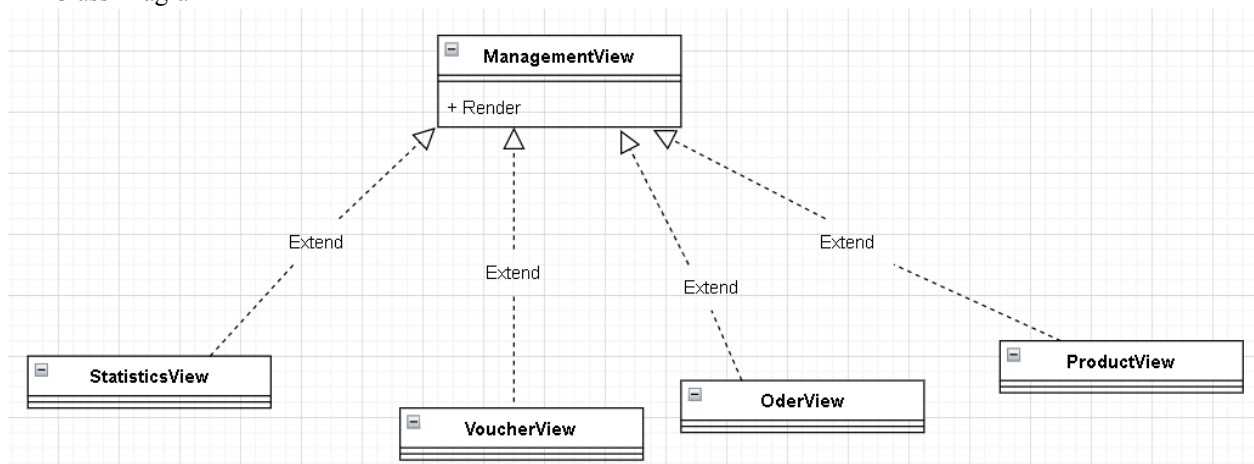 ManagementView
+ Render
Extend
Extend
Extend
Extend
StatisticsView
VoucherView
OderView
ProductView